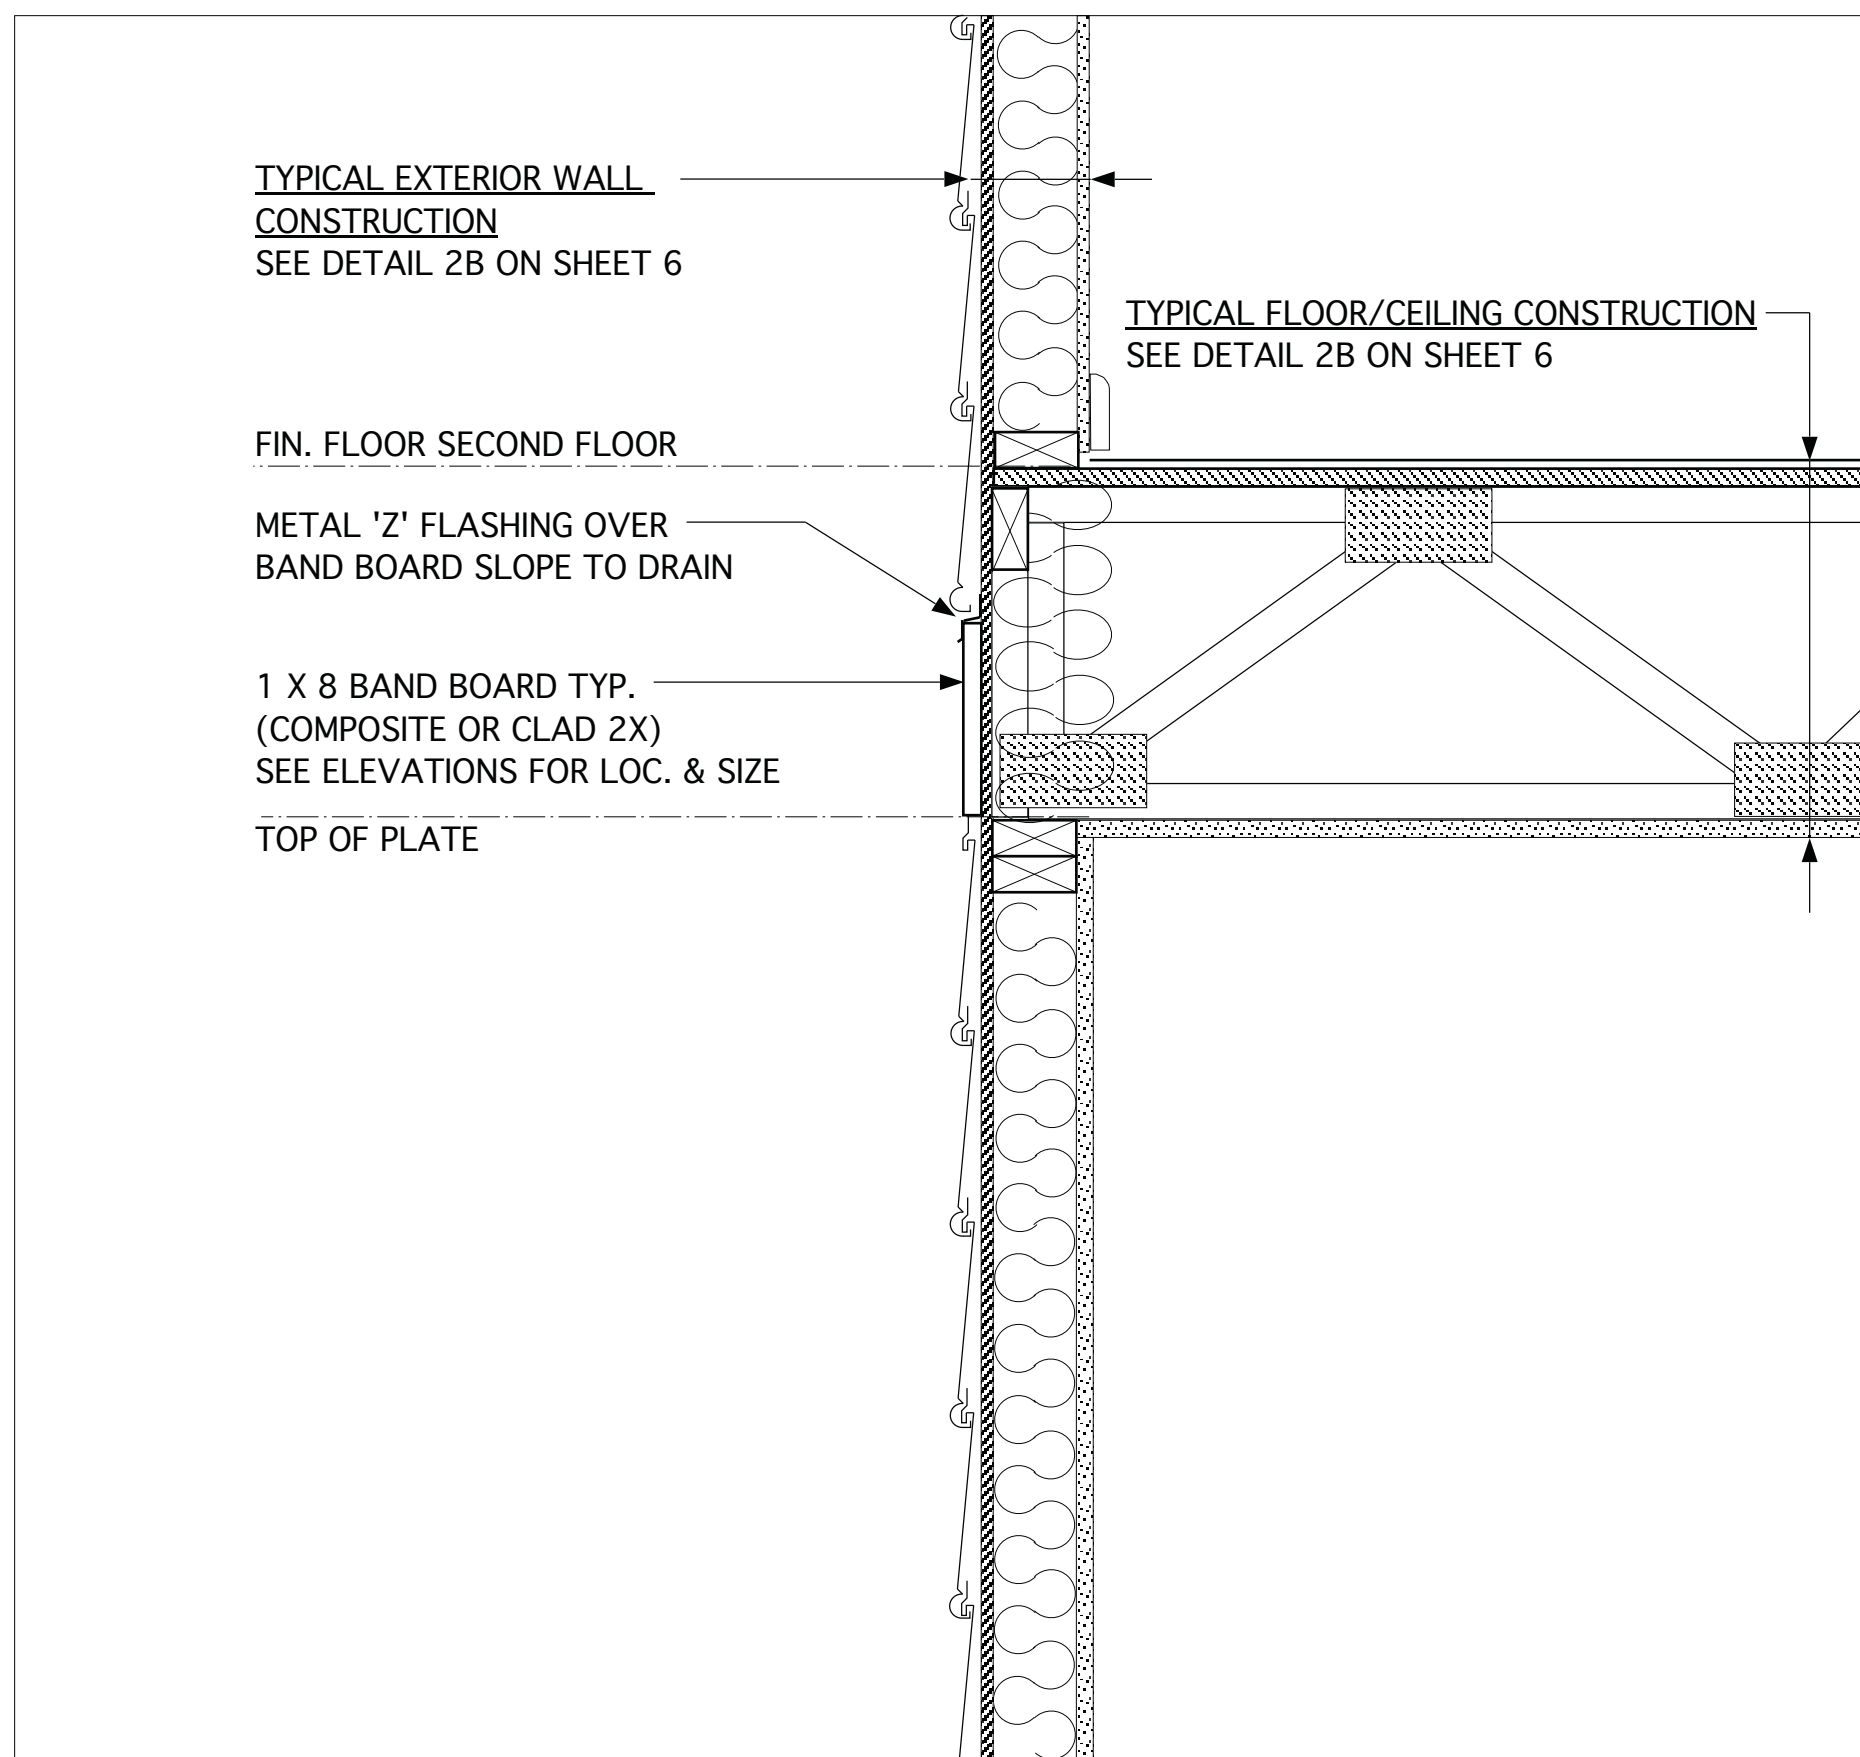 TYPICAL EXTERIOR WALL
CONSTRUCTION
SEE DETAIL 2B ON SHEET 6
TYPICAL FLOOR/CEILING CONSTRUCTION
SEE DETAIL 2B ON SHEET 6
FIN. FLOOR SECOND FLOOR
METAL 'Z' FLASHING OVER
BAND BOARD SLOPE TO DRAIN
1 X 8 BAND BOARD TYP.
(COMPOSITE OR CLAD 2X)
SEE ELEVATIONS FOR LOC. & SIZE
TOP OF PLATE